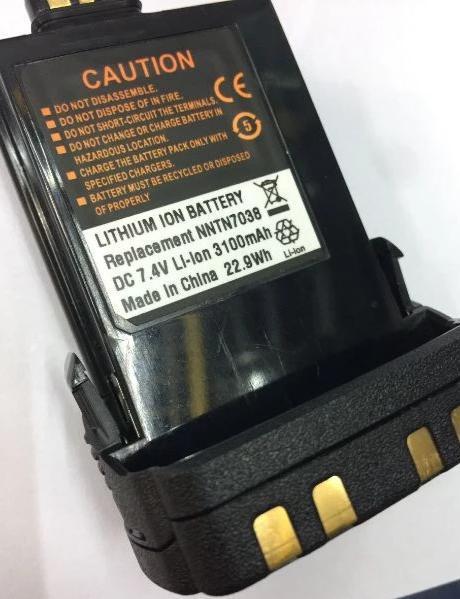 CAUTION
DO NOT DISASSEMBLE.
DO NOT DISPOSE OF IN FIRE.
DO NOT SHORT-CIRCUIT THE TERMINALS.
DO NOT CHANGE OR CHARGE BATTERY IN
HAZARDOUS LOCATION.
CHARGE THE BATTERY PACK ONLY WITH
SPECIFIED CHARGERS.
BATTERY MUST BE RECYCLED OR DISPOSED
OF PROPERLY
CE
5
LITHIUM ION BATTERY
Replacement NNTN7038
DC 7.4V Li-Ion 3100mAh
Made In China 22.9Wh
Li-Ion